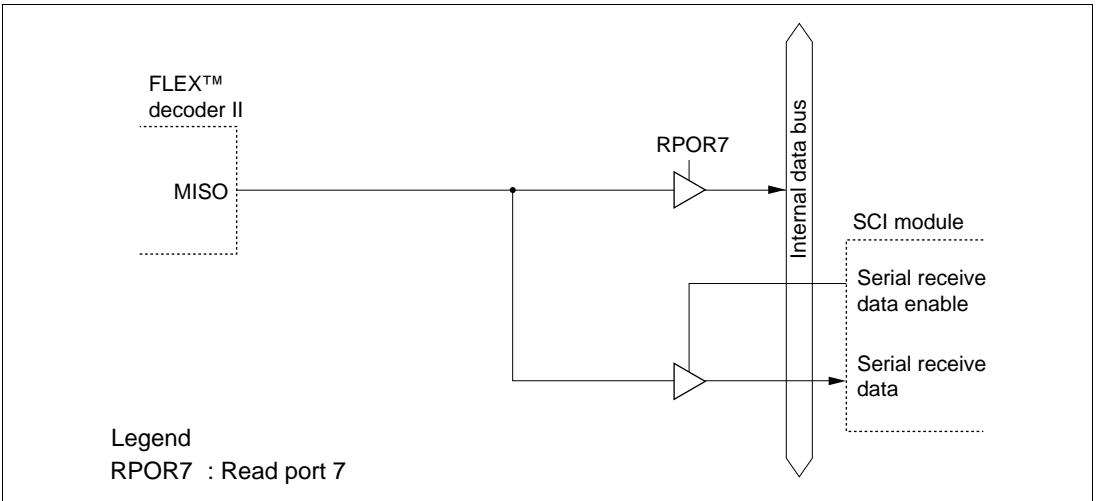 FLEX™
decoder II
MISO
RPOR7
Internal data bus
SCI module
Serial receive
data enable
Serial receive
data
Legend
RPOR7 : Read port 7